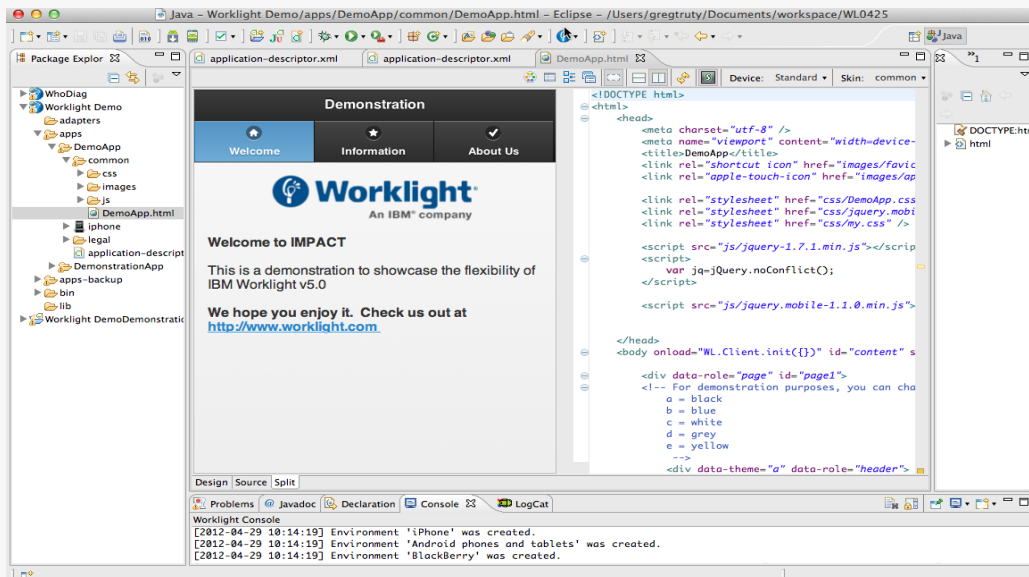 Java – Worklight Demo/apps/DemoApp/common/DemoApp.html – Eclipse – /Users/gregtruty/Documents/workspace/WL0425
Java
Package Explor
application-descriptor.xml
application-descriptor.xml
DemoApp.html
»1
Device: Standard
Skin: common
WhoDiag
Worklight Demo
adapters
apps
DemoApp
common
css
images
js
DemoApp.html
iphone
legal
application-descript
DemonstrationApp
apps-backup
bin
lib
Worklight DemoDemonstratio
Demonstration
Welcome
Information
About Us
Worklight
An IBM® company
Welcome to IMPACT
This is a demonstration to showcase the flexibility of
IBM Worklight v5.0
We hope you enjoy it. Check us out at
http://www.worklight.com
<!DOCTYPE html>
<html>
<head>
<meta charset="utf-8" />
<meta name="viewport" content="width=device-
<title>DemoApp</title>
<link rel="shortcut icon" href="images/favic
<link rel="apple-touch-icon" href="images/ap
<link rel="stylesheet" href="css/DemoApp.css
<link rel="stylesheet" href="css/jquery.mobi
<link rel="stylesheet" href="css/my.css" />
<script src="js/jquery-1.7.1.min.js"></scrip
<script>
var jq=jQuery.noConflict();
</script>
<script src="js/jquery.mobile-1.1.0.min.js">
</head>
<body onload="WL.Client.init({})" id="content" s
<div data-role="page" id="page1">
<!-- For demonstration purposes, you can cha
a = black
b = blue
c = white
d = grey
e = yellow
-->
<div data-theme="a" data-role="header">
DOCTYPE:ht
html
Design
Source
Split
Problems
Javadoc
Declaration
Console
LogCat
Worklight Console
[2012-04-29 10:14:19] Environment 'iPhone' was created.
[2012-04-29 10:14:19] Environment 'Android phones and tablets' was created.
[2012-04-29 10:14:19] Environment 'BlackBerry' was created.